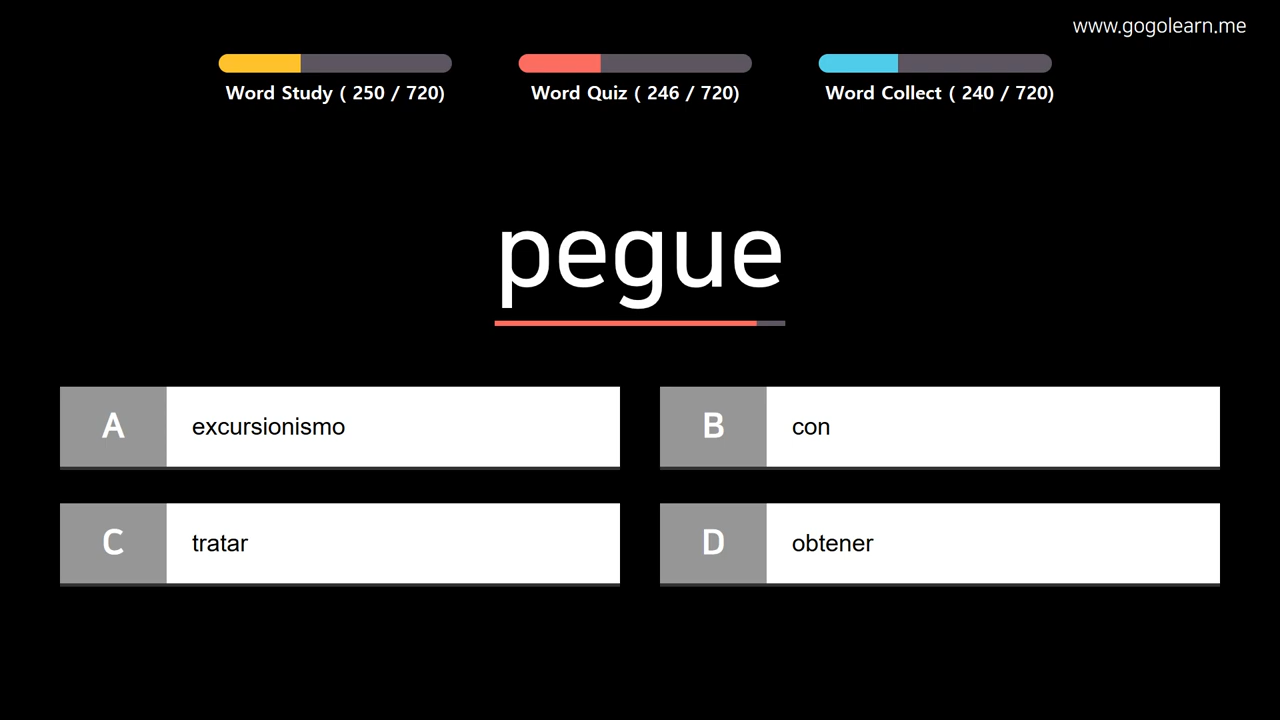 www.gogolearn.me
Word Study ( 250 / 720)
Word Quiz ( 246 / 720)
Word Collect ( 240 / 720)
pegue
A excursionismo
B con
C tratar
D obtener